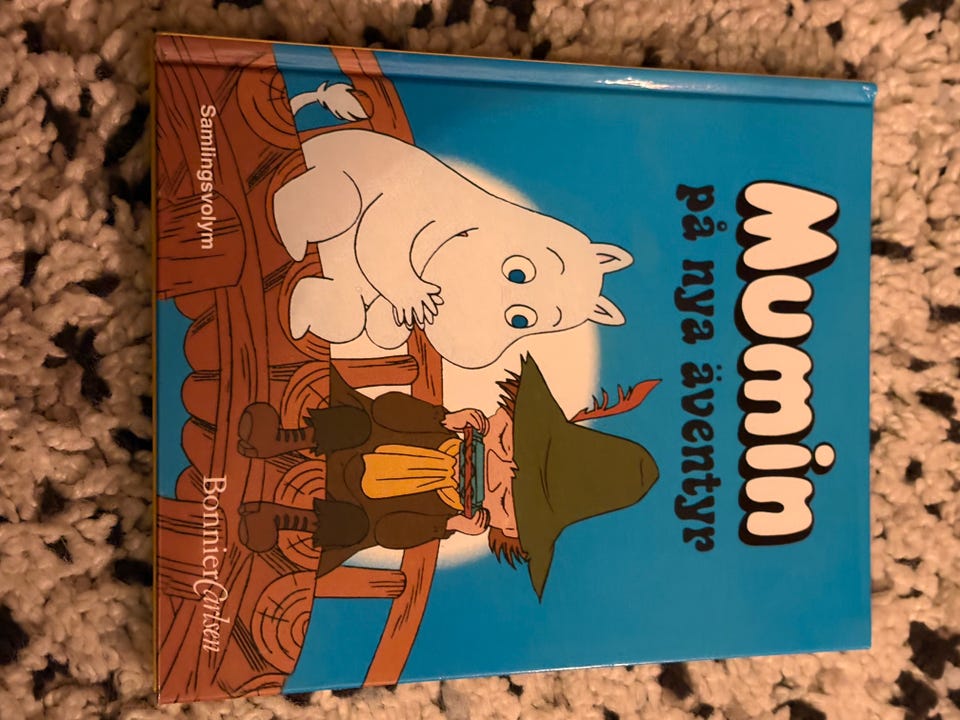 Mumin
på nya äventyr
Samlingsvolym
BonnierCarlsen